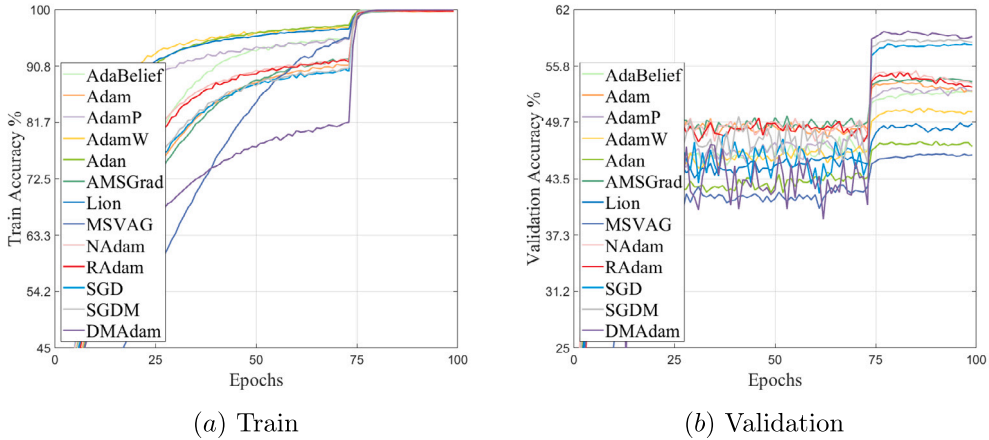 100
90.8
81.7
72.5
63.3
54.2
45
Train Accuracy %
AdaBelief
Adam
AdamP
AdamW
Adan
AMSGrad
Lion
MSVAG
NAdam
RAdam
SGD
SGDM
DMAdam
0 25 50 75 100
Epochs
(a) Train
62
55.8
49.7
43.5
37.3
31.2
25
Validation Accuracy %
AdaBelief
Adam
AdamP
AdamW
Adan
AMSGrad
Lion
MSVAG
NAdam
RAdam
SGD
SGDM
DMAdam
0 25 50 75 100
Epochs
(b) Validation